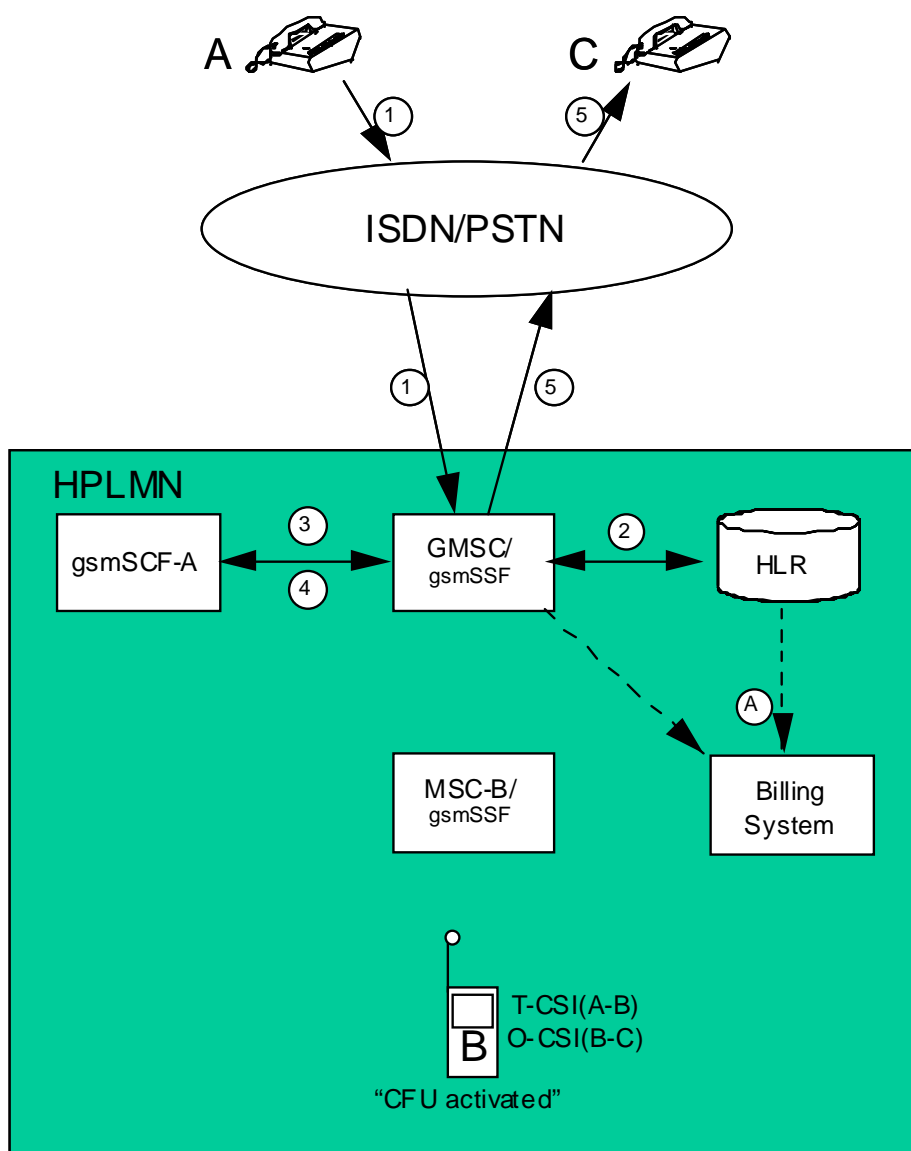 A
C
1
5
ISDN/PSTN
1
5
HPLMN
gsmSCF-A
3
4
GMSC/
gsmSSF
2
HLR
A
MSC-B/
gsmSSF
Billing
System
T-CSI(A-B)
O-CSI(B-C)
B
“CFU activated”